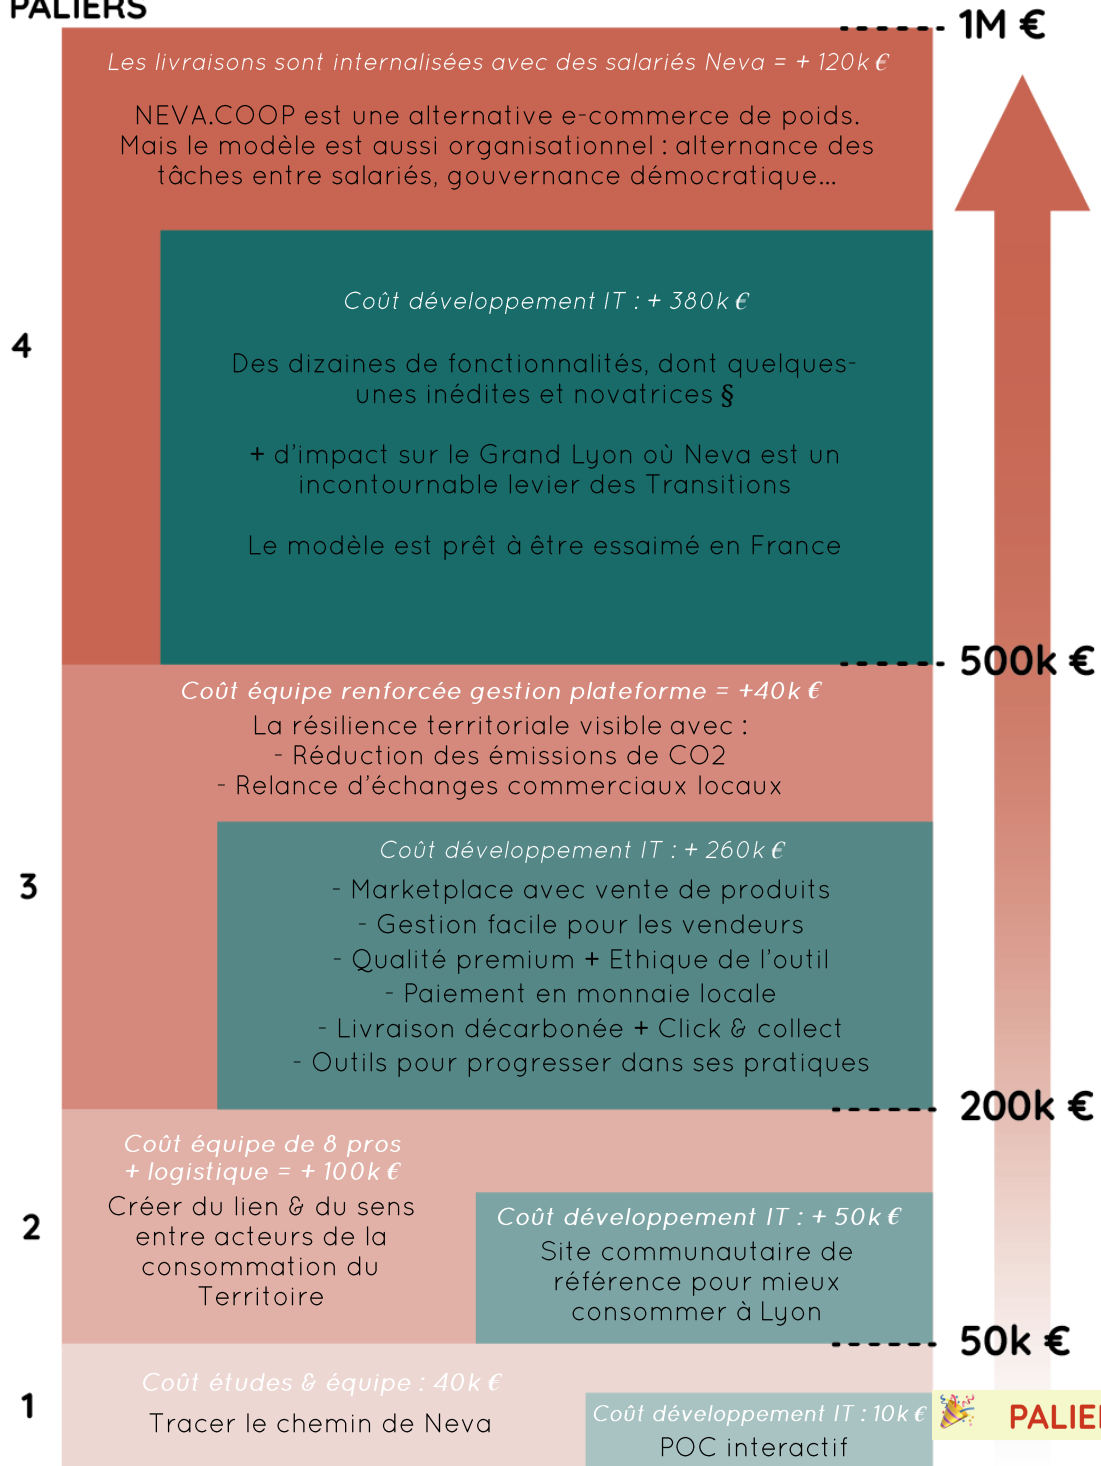 PALIERS
1M €
Les livraisons sont internalisées avec des salariés Neva = + 120k €
NEVA.COOP est une alternative e-commerce de poids.
Mais le modèle est aussi organisationnel : alternance des
tâches entre salariés, gouvernance démocratique...
4
Coût développement IT : + 380k €
Des dizaines de fonctionnalités, dont quelques-
unes inédites et novatrices §
+ d'impact sur le Grand Lyon où Neva est un
incontournable levier des Transitions
Le modèle est prêt à être essaimé en France
500k €
Coût équipe renforcée gestion plateforme = +40k €
La résilience territoriale visible avec :
- Réduction des émissions de CO2
- Relance d'échanges commerciaux locaux
3
Coût développement IT : + 260k €
- Marketplace avec vente de produits
- Gestion facile pour les vendeurs
- Qualité premium + Ethique de l'outil
- Paiement en monnaie locale
- Livraison décarbonée + Click & collect
- Outils pour progresser dans ses pratiques
200k €
2
Coût équipe de 8 pros
+ logistique = + 100k €
Créer du lien & du sens
entre acteurs de la
consommation du
Territoire
Coût développement IT : + 50k €
Site communautaire de
référence pour mieux
consommer à Lyon
50k €
1
Coût études & équipe : 40k €
Tracer le chemin de Neva
Coût développement IT : 10k €
POC interactif
PALIE